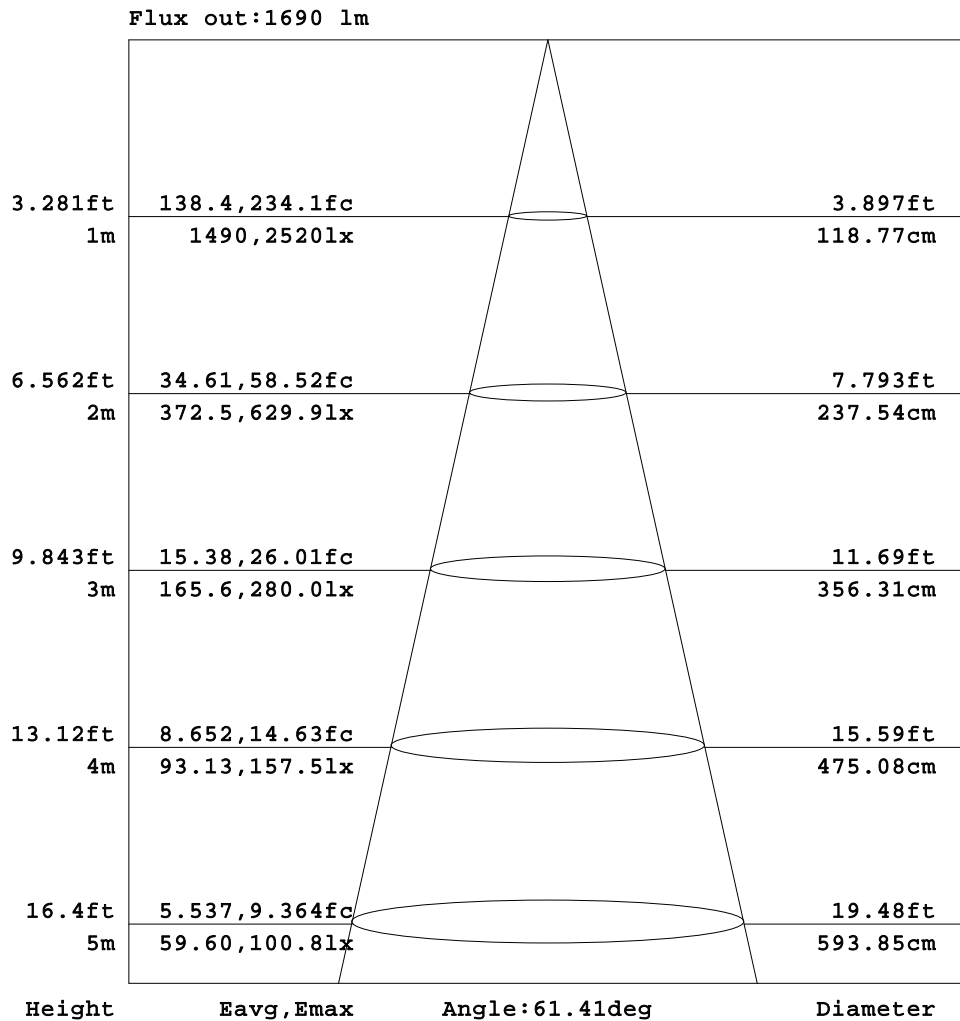 Flux out:1690 lm
3.281ft 138.4,234.1fc 3.897ft
1m 1490,2520lx 118.77cm
6.562ft 34.61,58.52fc 7.793ft
2m 372.5,629.9lx 237.54cm
9.843ft 15.38,26.01fc 11.69ft
3m 165.6,280.0lx 356.31cm
13.12ft 8.652,14.63fc 15.59ft
4m 93.13,157.5lx 475.08cm
16.4ft 5.537,9.364fc 19.48ft
5m 59.60,100.8lx 593.85cm
Height Eavg,Emax Angle:61.41deg Diameter